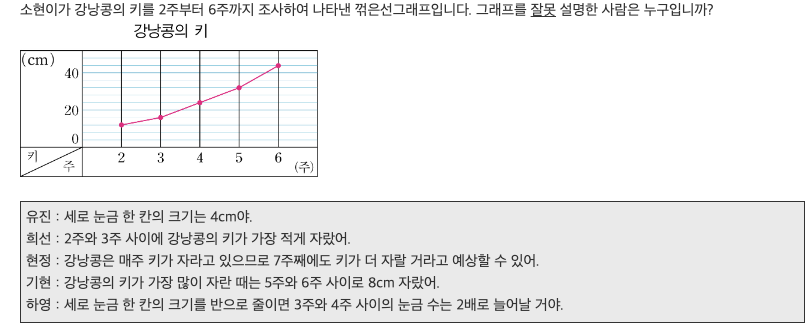 소현이가 강낭콩의 키를 2주부터 6주까지 조사하여 나타낸 꺾은선그래프입니다. 그래프를 잘못 설명한 사람은 누구입니까?
강낭콩의 키
(cm)
40
20
0
키
주
2 3 4 5 6
(주)
유진 : 세로 눈금 한 칸의 크기는 4cm야.
희선 : 2주와 3주 사이에 강낭콩의 키가 가장 적게 자랐어.
현정 : 강낭콩은 매주 키가 자라고 있으므로 7주째에도 키가 더 자랄 거라고 예상할 수 있어.
기현 : 강낭콩의 키가 가장 많이 자란 때는 5주와 6주 사이로 8cm 자랐어.
하영 : 세로 눈금 한 칸의 크기를 반으로 줄이면 3주와 4주 사이의 눈금 수는 2배로 늘어날 거야.